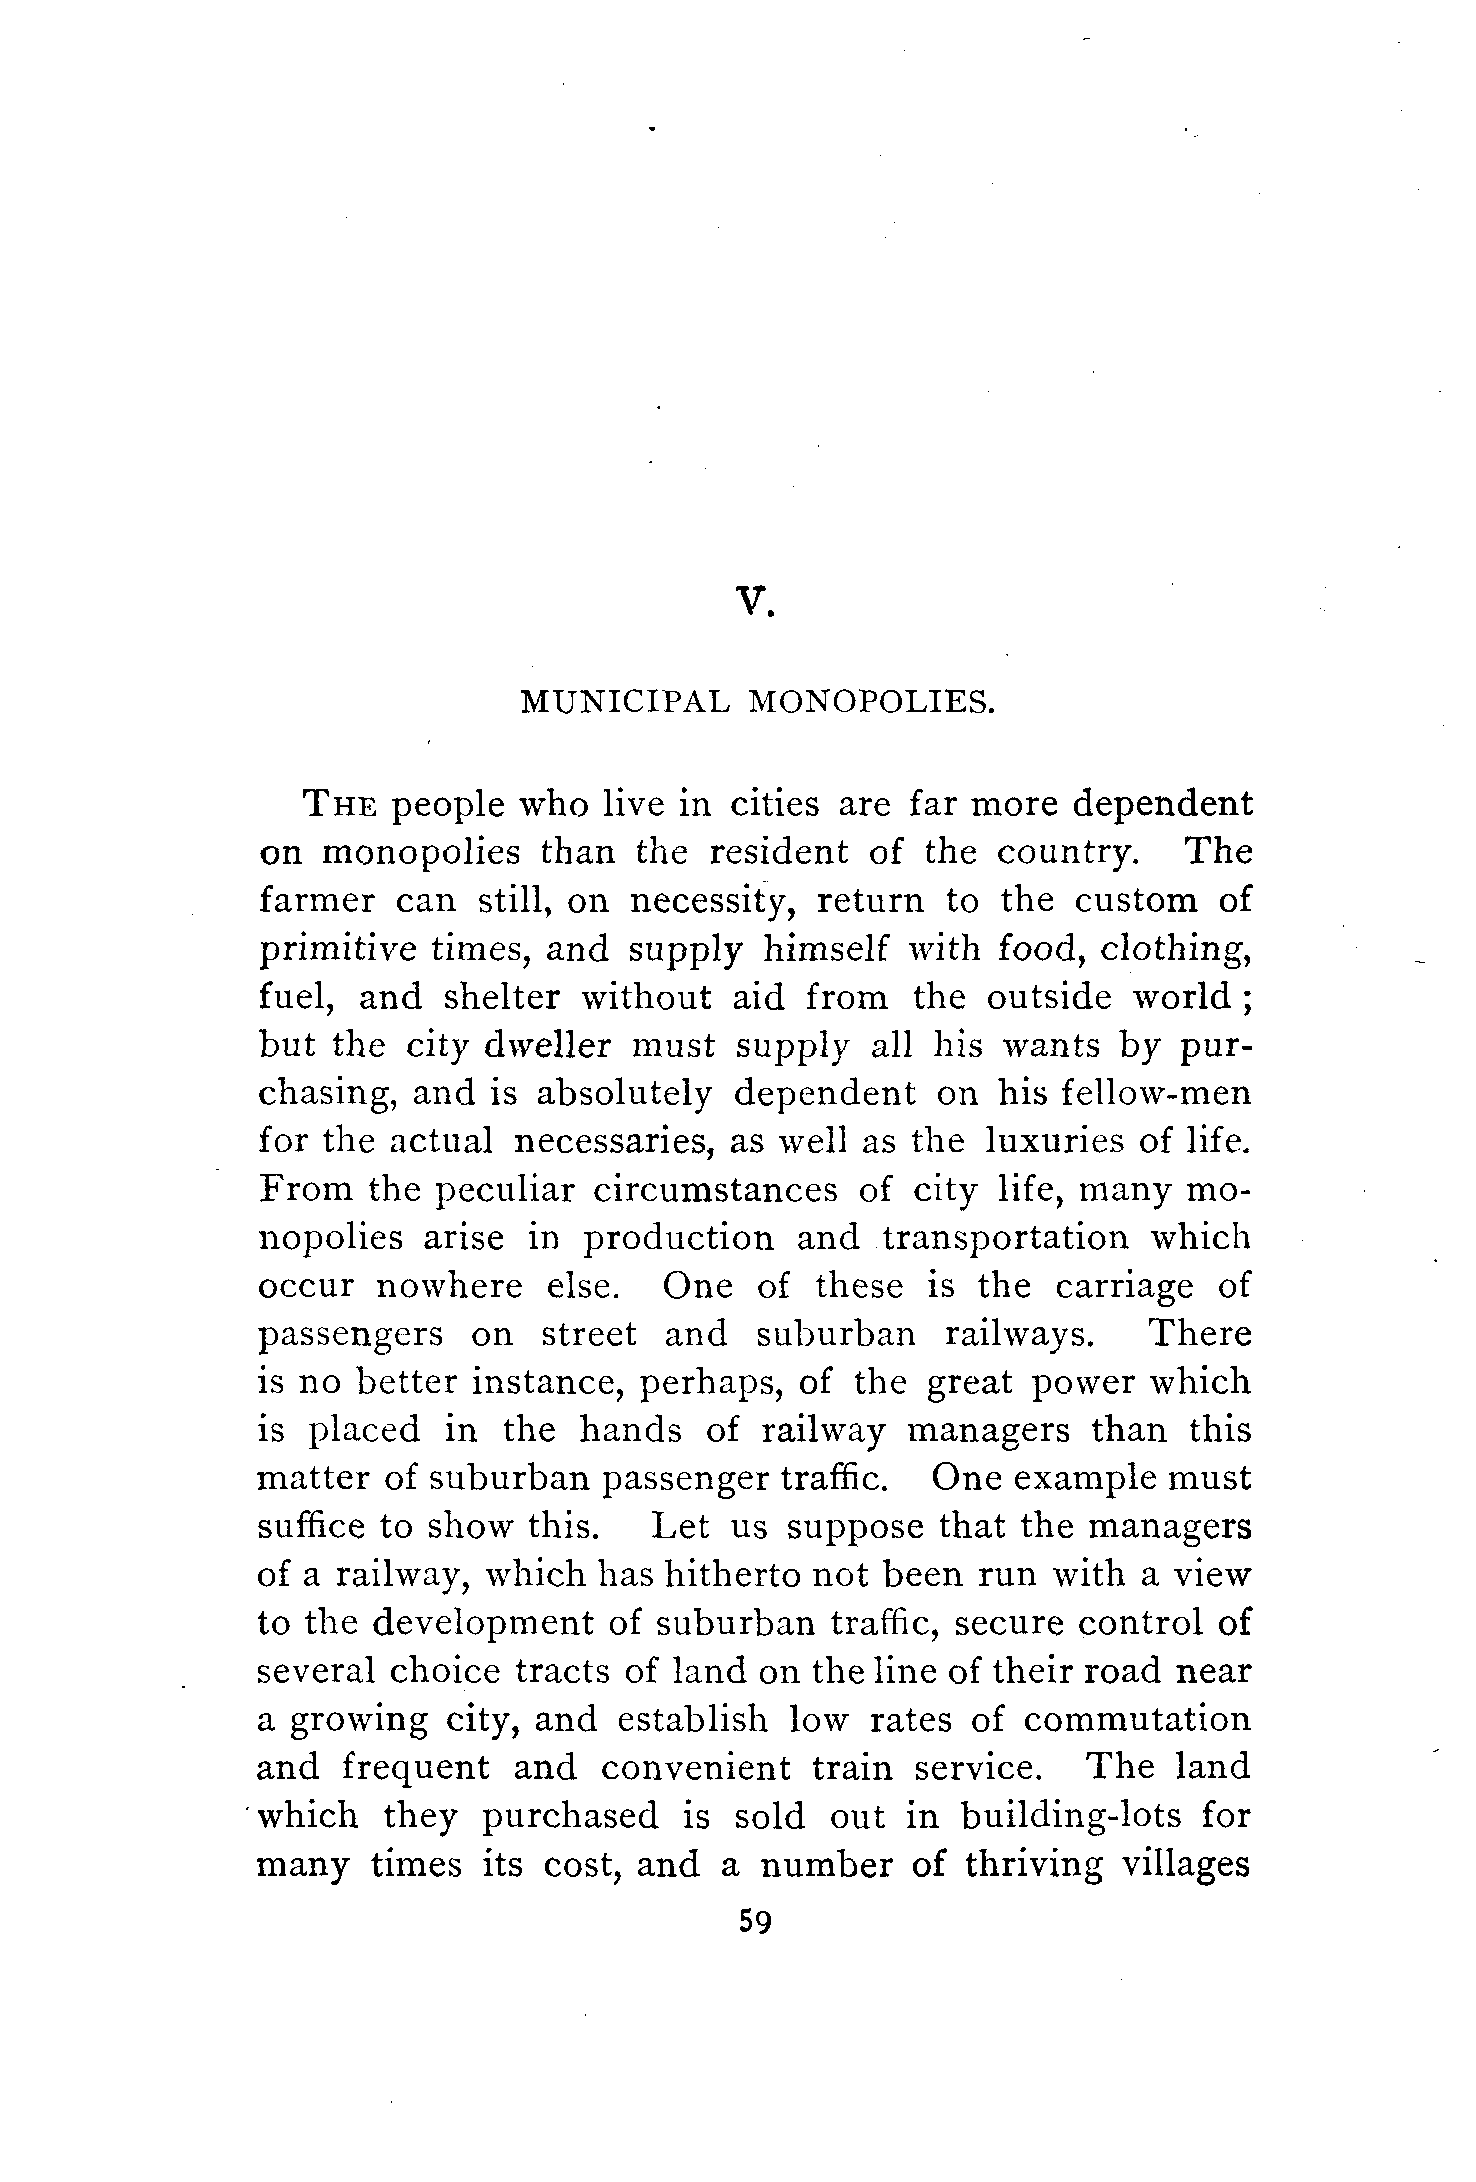 V.
MUNICIPAL MONOPOLIES.
THE people who live in cities are far more dependent
on monopolies than the resident of the country. The
farmer can still, on necessity, return to the custom of
primitive times, and supply himself with food, clothing,
fuel, and shelter without aid from the outside world ;
but the city dweller must supply all his wants by pur-
chasing, and is absolutely dependent on his fellow-men
for the actual necessaries, as well as the luxuries of life.
From the peculiar circumstances of city life, many mo-
nopolies arise in production and transportation which
occur nowhere else. One of these is the carriage of
passengers on street and suburban railways. There
is no better instance, perhaps, of the great power which
is placed in the hands of railway managers than this
matter of suburban passenger traffic. One example must
suffice to show this. Let us suppose that the managers
of a railway, which has hitherto not been run with a view
to the development of suburban traffic, secure control of
several choice tracts of land on the line of their road near
a growing city, and establish low rates of commutation
and frequent and convenient train service. The land
which they purchased is sold out in building-lots for
many times its cost, and a number of thriving villages
59